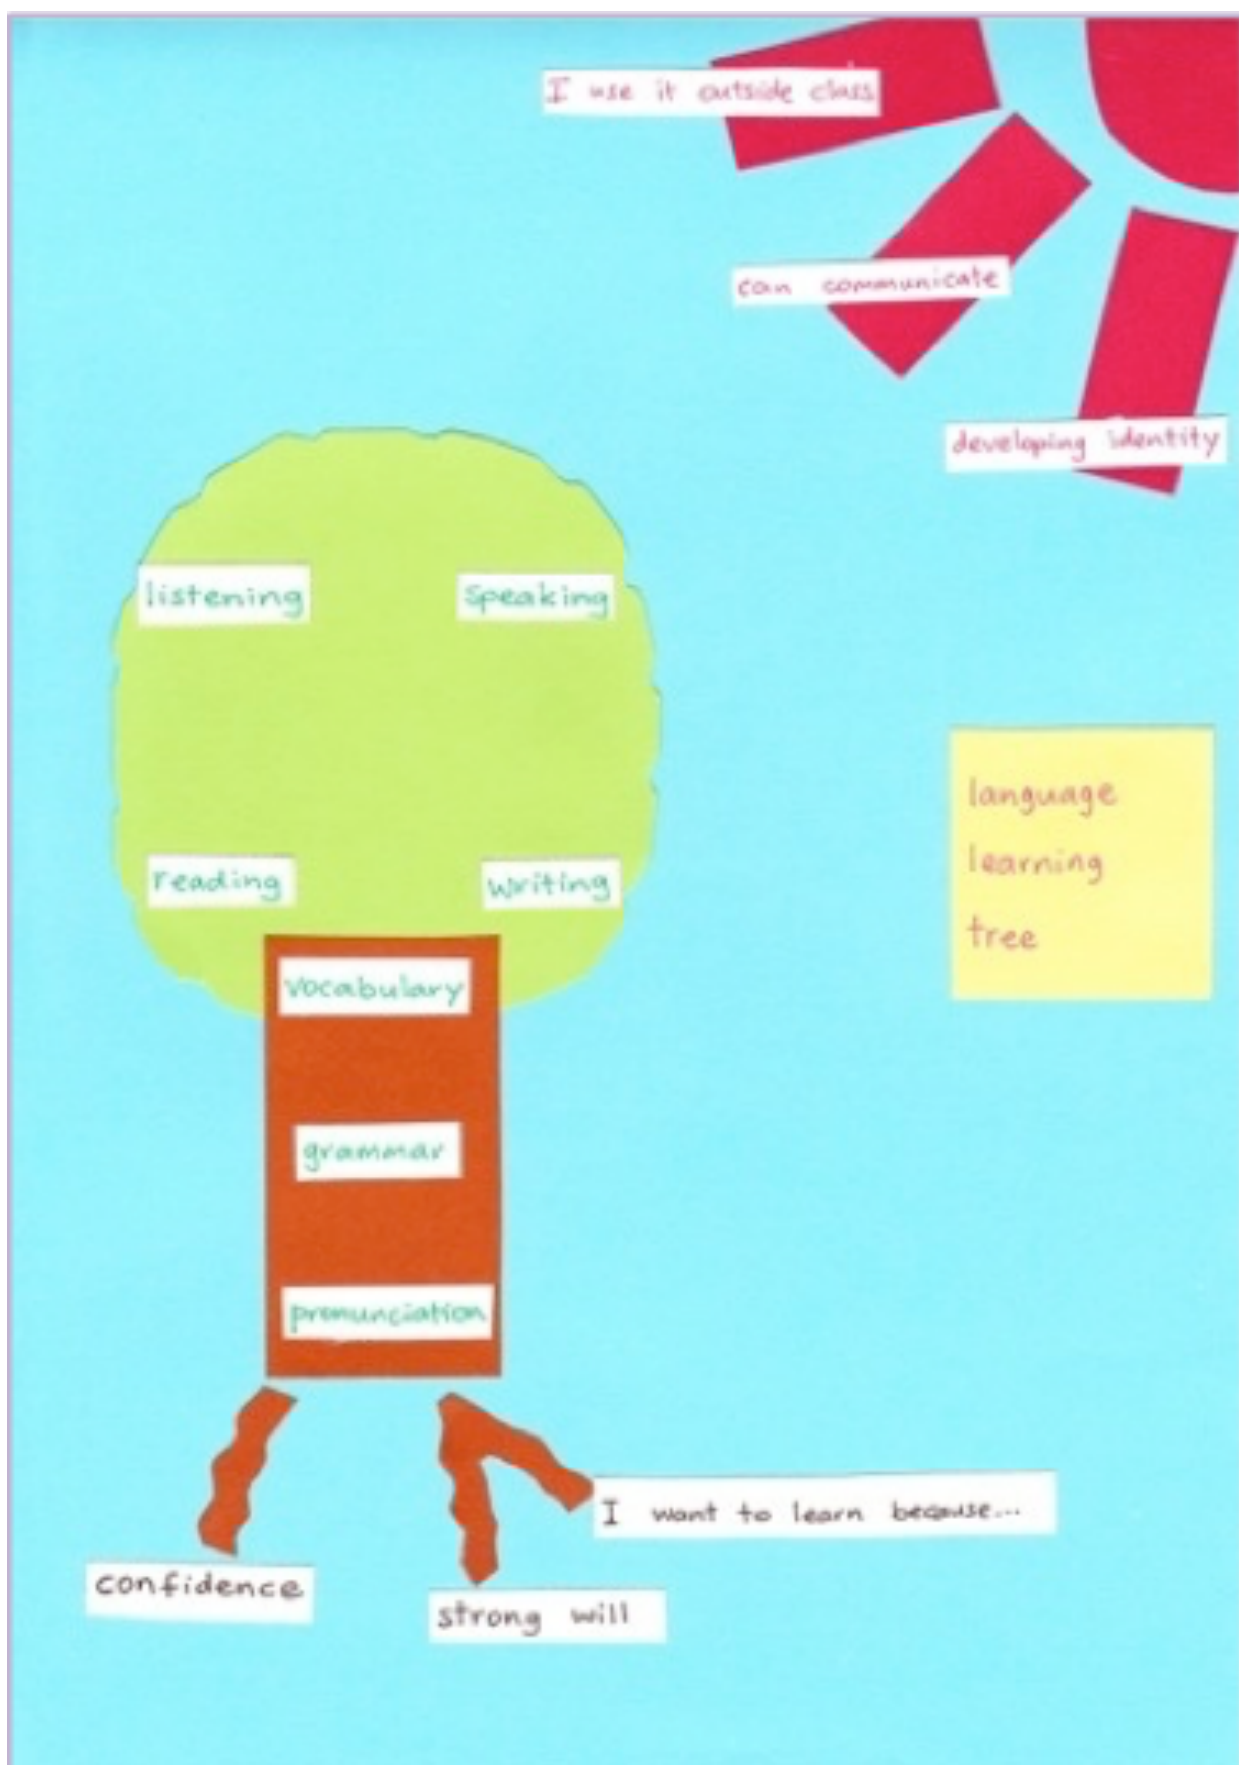 I use it outside class
can communicate
developing identity
listening
speaking
language
learning
tree
reading
writing
vocabulary
grammar
pronunciation
I want to learn because...
confidence
strong will